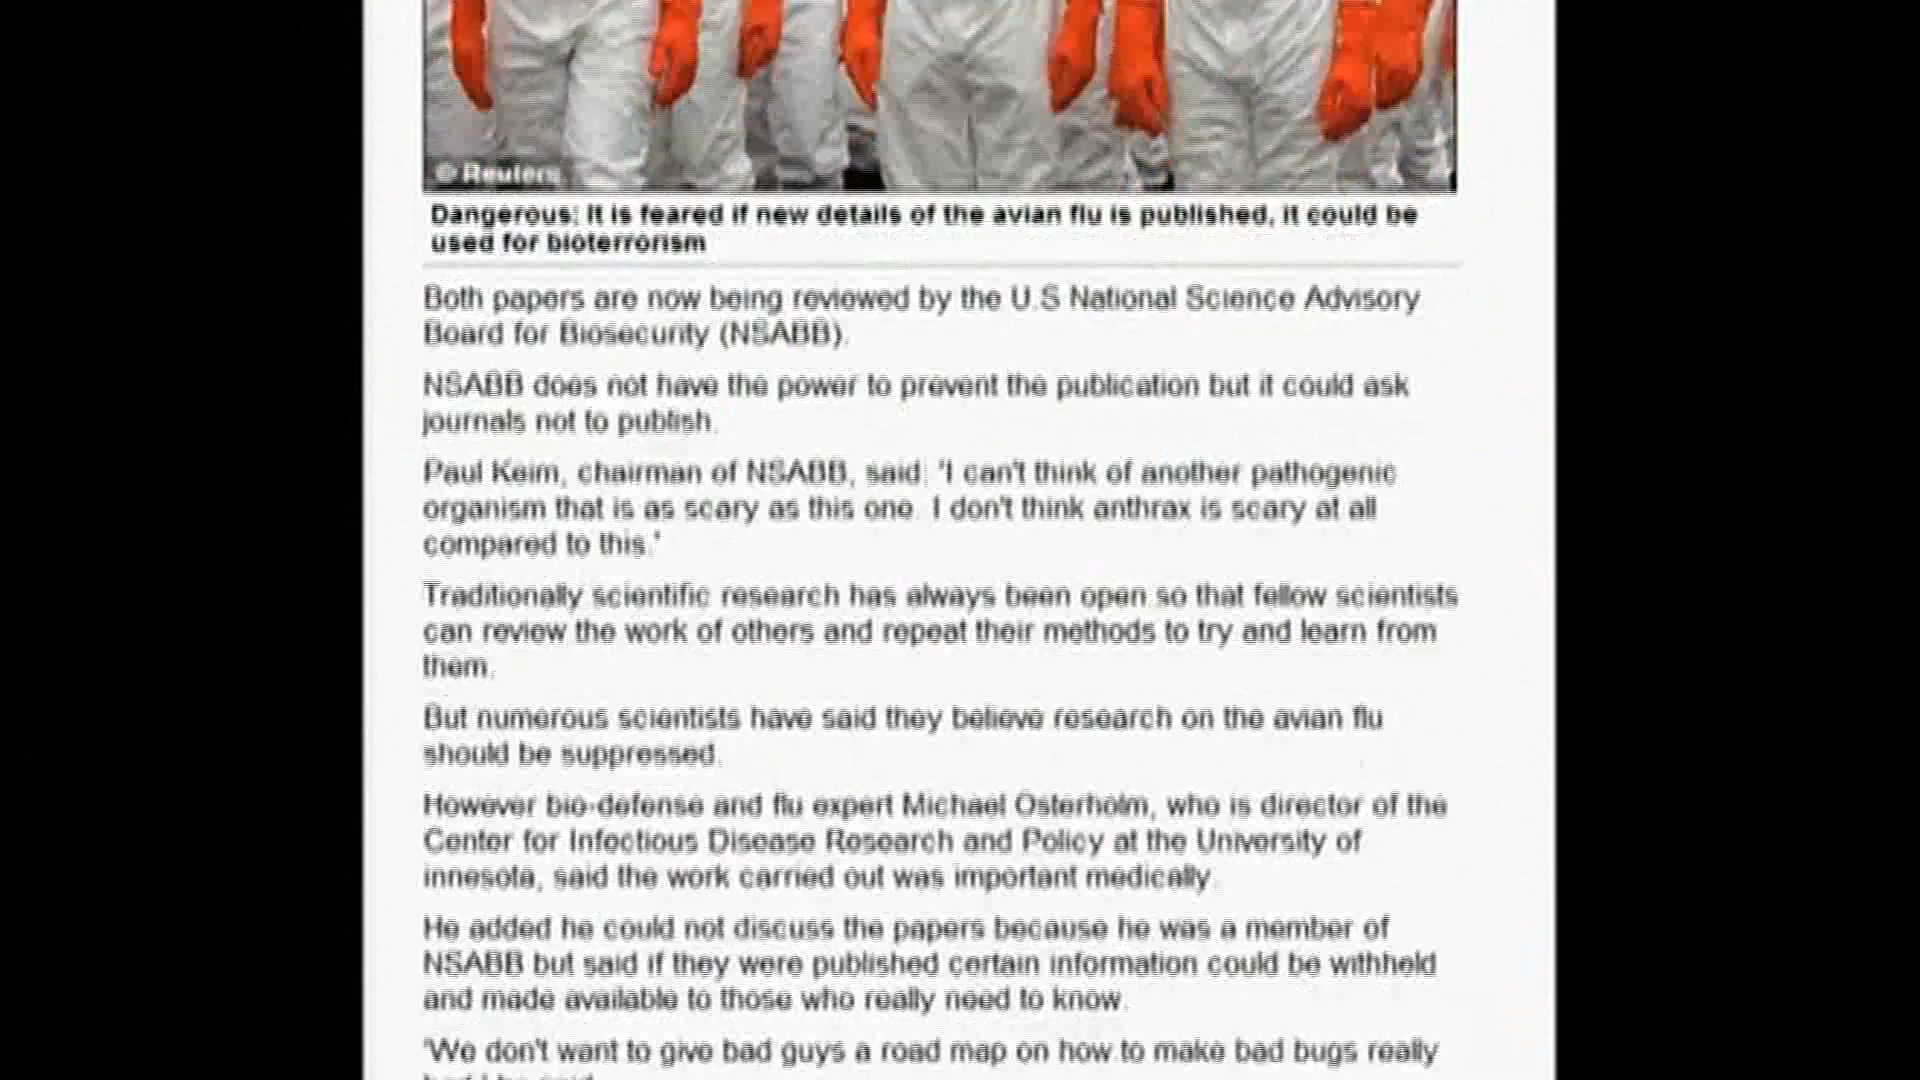 © Reuters
Dangerous: It is feared if new details of the avian flu is published, it could be
used for bioterrorism
Both papers are now being reviewed by the U.S National Science Advisory
Board for Biosecurity (NSABB).
NSABB does not have the power to prevent the publication but it could ask
journals not to publish.
Paul Keim, chairman of NSABB, said: 'I can't think of another pathogenic
organism that is as scary as this one. I don't think anthrax is scary at all
compared to this.'
Traditionally scientific research has always been open so that fellow scientists
can review the work of others and repeat their methods to try and learn from
them.
But numerous scientists have said they believe research on the avian flu
should be suppressed.
However bio-defense and flu expert Michael Osterholm, who is director of the
Center for Infectious Disease Research and Policy at the University of
innesota, said the work carried out was important medically.
He added he could not discuss the papers because he was a member of
NSABB but said if they were published certain information could be withheld
and made available to those who really need to know.
'We don't want to give bad guys a road map on how to make bad bugs really